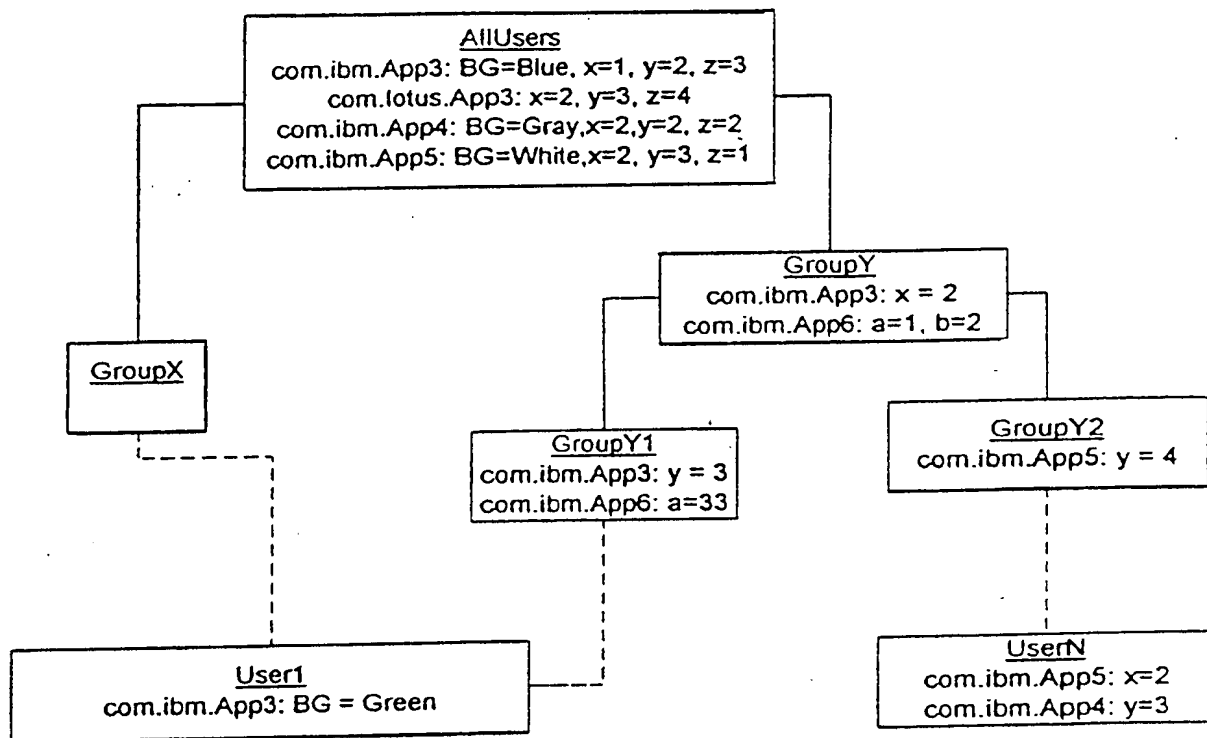 AllUsers
com.ibm.App3: BG=Blue, x=1, y=2, z=3
com.lotus.App3: x=2, y=3, z=4
com.ibm.App4: BG=Gray,x=2,y=2, z=2
com.ibm.App5: BG=White,x=2, y=3, z=1
GroupY
com.ibm.App3: x = 2
com.ibm.App6: a=1, b=2
GroupX
GroupY1
com.ibm.App3: y = 3
com.ibm.App6: a=33
GroupY2
com.ibm.App5: y = 4
User1
com.ibm.App3: BG = Green
UserN
com.ibm.App5: x=2
com.ibm.App4: y=3